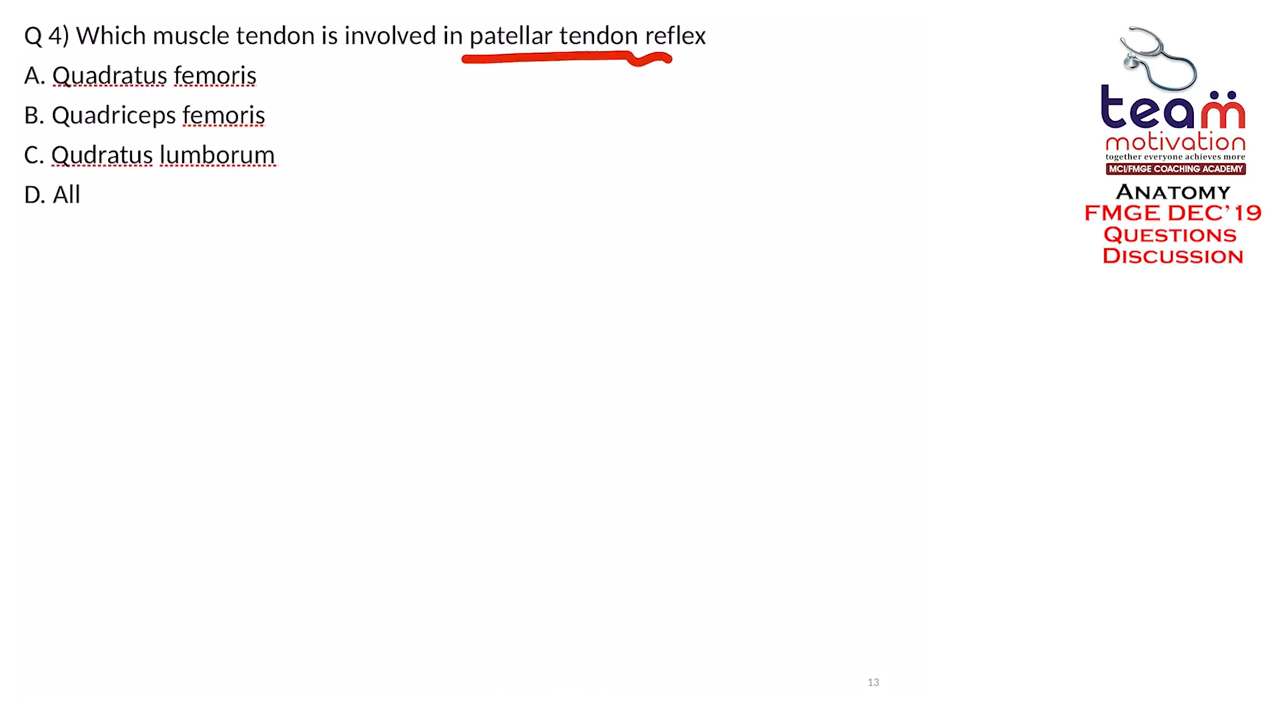 Q 4) Which muscle tendon is involved in patellar tendon reflex
A. Quadratus femoris
B. Quadriceps femoris
C. Qudratus lumborum
D. All
team
motivation
together everyone achieves more
MCI/FMGE COACHING ACADEMY
ANATOMY
FMGE DEC'19
QUESTIONS
DISCUSSION
13